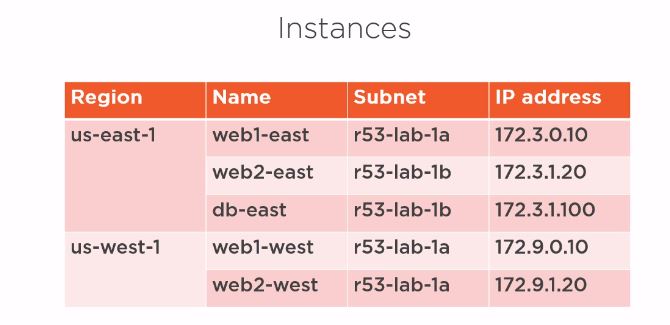 Instances
Region Name Subnet IP address
us-east-1 web1-east r53-lab-1a 172.3.0.10
web2-east r53-lab-1b 172.3.1.20
db-east r53-lab-1b 172.3.1.100
us-west-1 web1-west r53-lab-1a 172.9.0.10
web2-west r53-lab-1a 172.9.1.20